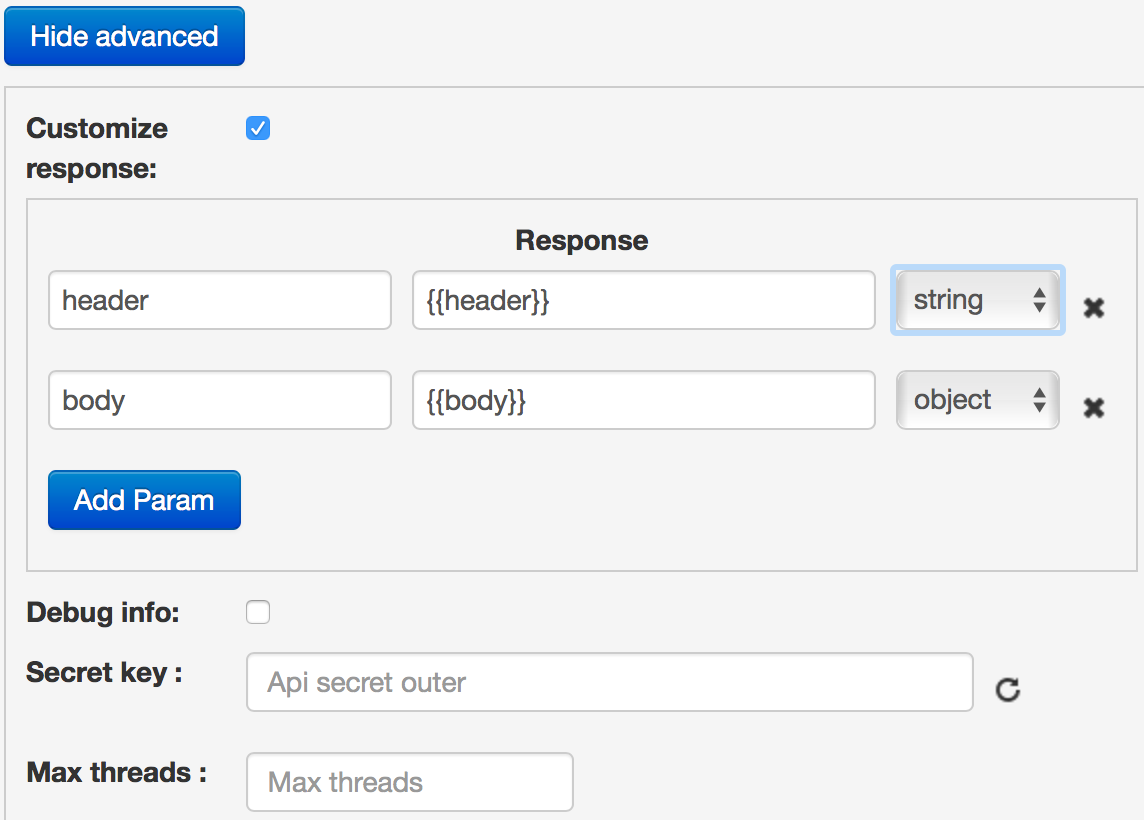 Hide advanced
Customize
response:
Response
header {{header}} string
body {{body}} object
Add Param
Debug info:
Secret key : Api secret outer
Max threads : Max threads